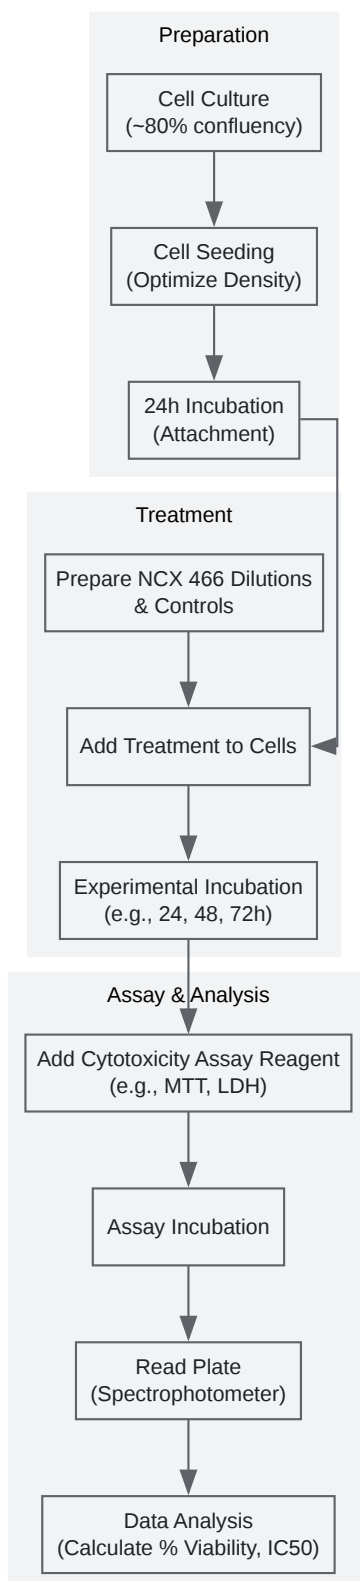 Preparation
Cell Culture
(~80% confluency)
Cell Seeding
(Optimize Density)
24h Incubation
(Attachment)
Treatment
Prepare NCX 466 Dilutions
& Controls
Add Treatment to Cells
Experimental Incubation
(e.g., 24, 48, 72h)
Assay & Analysis
Add Cytotoxicity Assay Reagent
(e.g., MTT, LDH)
Assay Incubation
Read Plate
(Spectrophotometer)
Data Analysis
(Calculate % Viability, IC50)